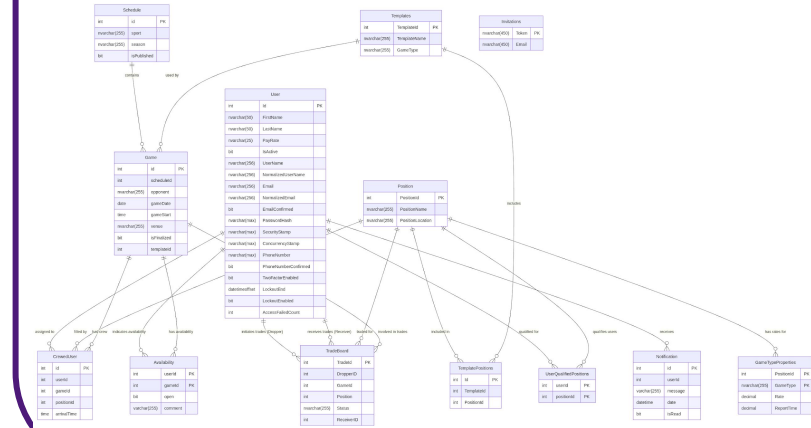 Schedule
int id PK
nvarchar(255) sport
nvarchar(255) season
bit isPublished
Templates
int TemplateId PK
nvarchar(255) TemplateName
nvarchar(255) GameType
Invitations
nvarchar(450) Token PK
nvarchar(450) Email
contains
used by
User
int id PK
nvarchar(50) FirstName
nvarchar(50) LastName
nvarchar(25) PayRate
bit isActive
nvarchar(256) UserName
nvarchar(256) NormalizedUserName
nvarchar(256) Email
nvarchar(256) NormalizedEmail
bit EmailConfirmed
nvarchar(max) PasswordHash
nvarchar(max) SecurityStamp
nvarchar(max) ConcurrencyStamp
nvarchar(max) PhoneNumber
bit PhoneNumberConfirmed
bit TwoFactorEnabled
datetimeoffset LockoutEnd
bit LockoutEnabled
int AccessFailedCount
Game
int id PK
int scheduleId
nvarchar(255) opponent
date gameDate
time gameStart
nvarchar(255) venue
bit isFinalized
int templateId
Position
int PositionId PK
nvarchar(255) PositionName
nvarchar(255) PositionLocation
includes
assigned to
filled by
has crew
indicates availability
has availability
initiates trades (Dropper)
receives trades (Receiver)
traded for
involved in trades
included in
qualified for
qualifies users
receives
has rates for
CrewedUser
int id PK
int userId
int gameId
int positionId
time arrivalTime
Availability
int userId PK
int gameId PK
int open
varchar(255) comment
TradeBoard
int TradeId PK
int DropperID
int GameId
int Position
nvarchar(255) Status
int ReceiverID
TemplatePositions
int Id PK
int TemplateId
int PositionId
UserQualifiedPositions
int userId PK
int positionId PK
Notification
int id PK
int userId
varchar(255) message
datetime date
bit isRead
GameTypeProperties
int PositionId PK
nvarchar(255) GameType PK
decimal Rate
decimal ReportTime